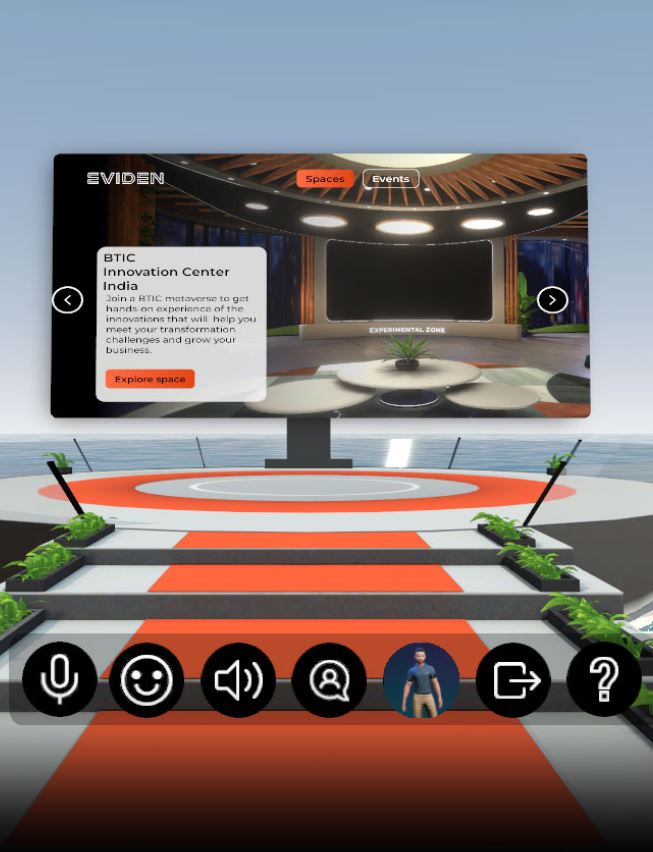 EVIDEN
Spaces
Events
BTIC
Innovation Center
India
Join a BTIC metaverse to get
hands-on experience of the
innovations that will help you
meet your transformation
challenges and grow your
business.
Explore space
EXPERIMENTAL ZONE